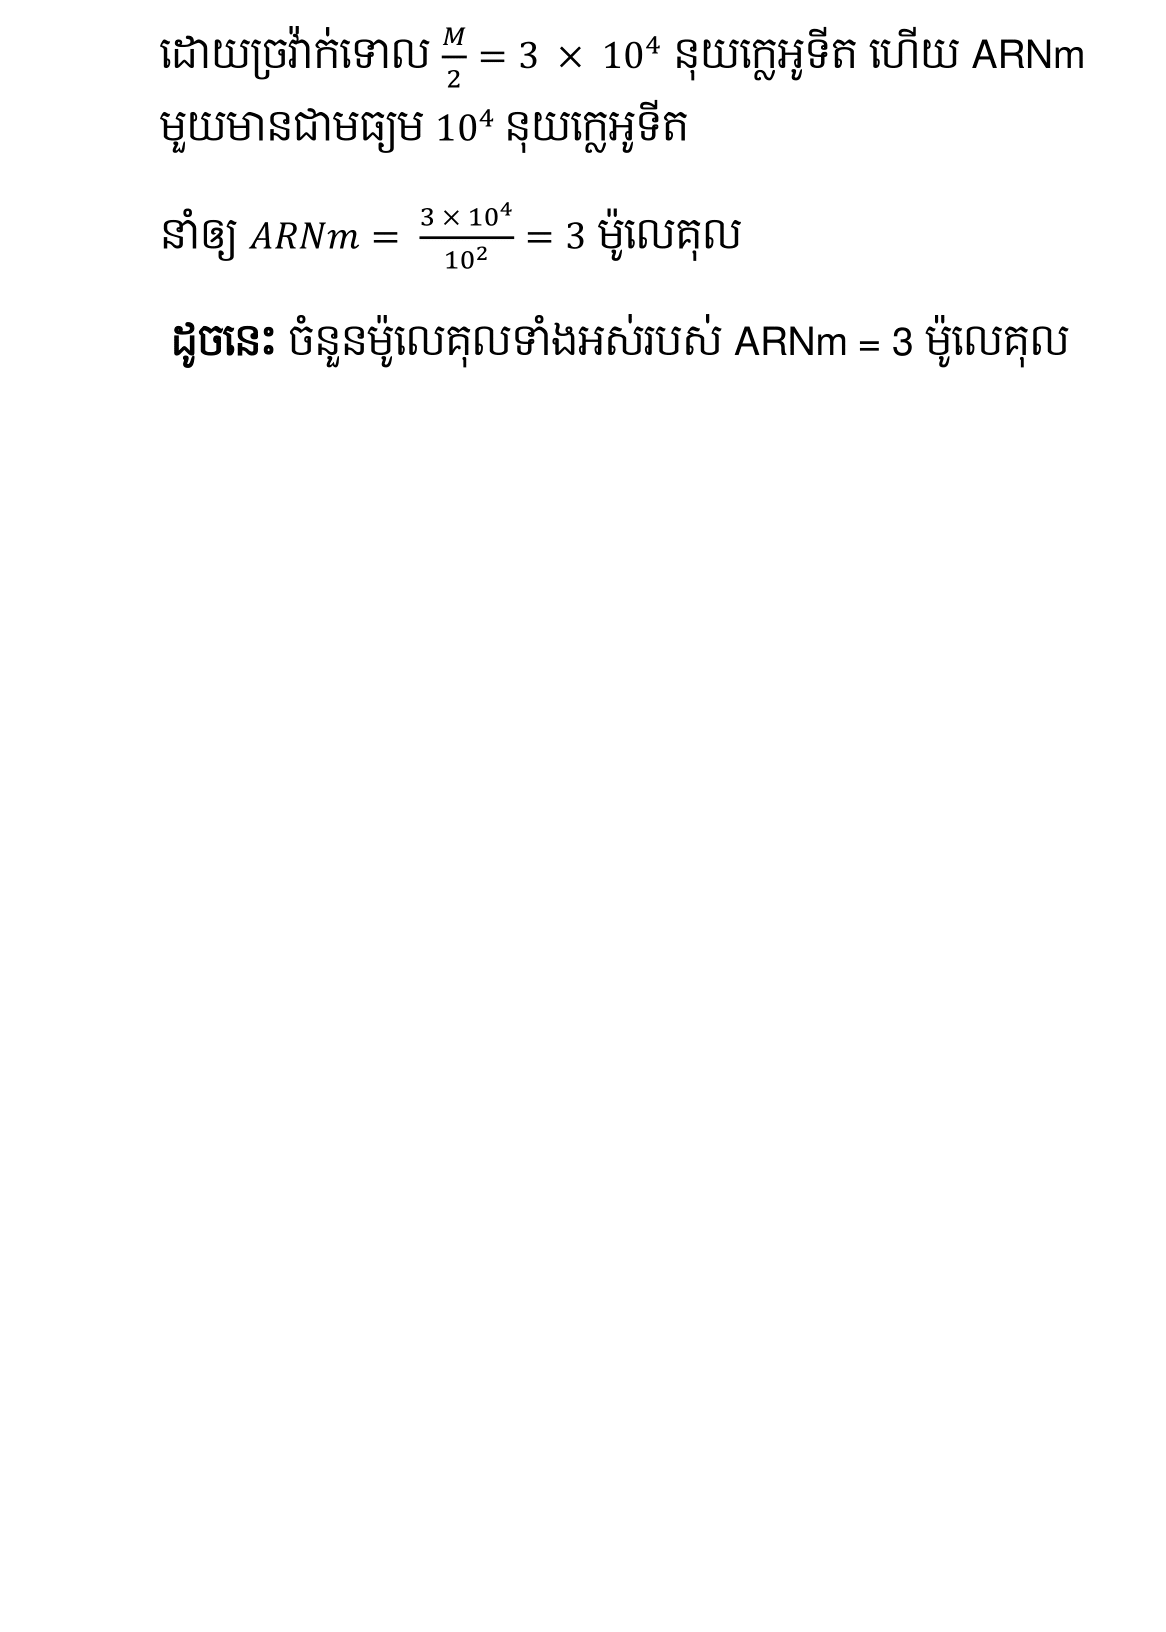 ដោយច្រវ៉ាក់ទោល $\frac{M}{2} = 3 \times 10^4$ នុយក្លេអូទីត ហើយ ARNm
មួយមានជាមធ្យម $10^4$ នុយក្លេអូទីត
នាំឲ្យ $ARNm = \frac{3 \times 10^4}{10^2} = 3$ ម៉ូលេគុល
ដូចនេះ ចំនួនម៉ូលេគុលទាំងអស់របស់ ARNm = 3 ម៉ូលេគុល